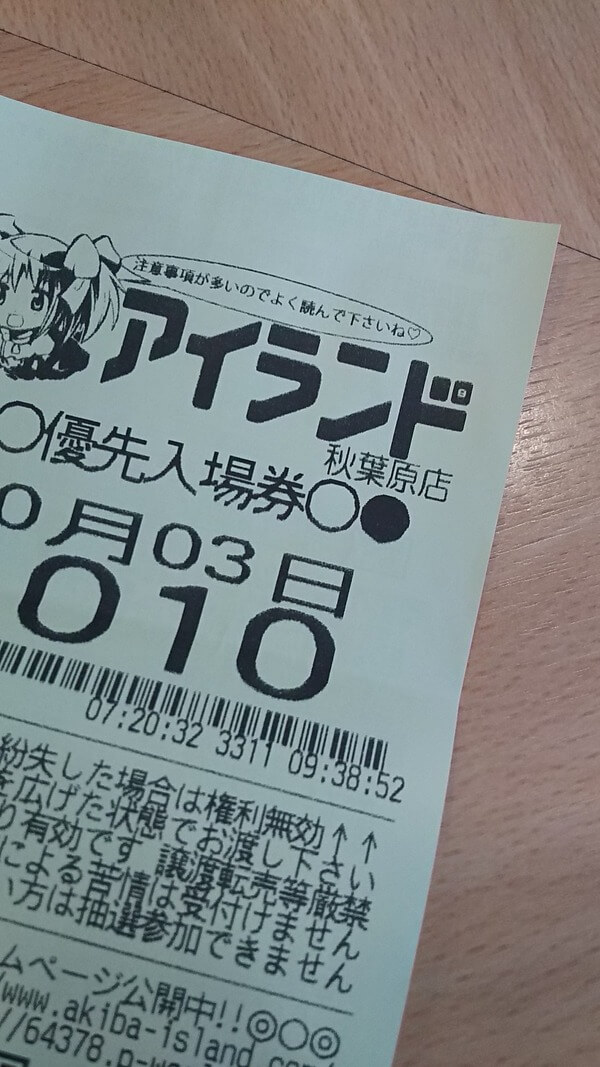 注意事項が多いのでよく読んで下さいね♡
アイランド
秋葉原店
○優先入場券○●
0月03日
010
07:20:32 3311 09:38:52
紛失した場合は権利無効↑↑
を広げた状態でお渡し下さい
り有効です 譲渡転売等厳禁
による苦情は受付けません
い方は抽選参加できません
ムページ公開中!!◎○◎
/www.akiba-island.com/
//64378.p-wo